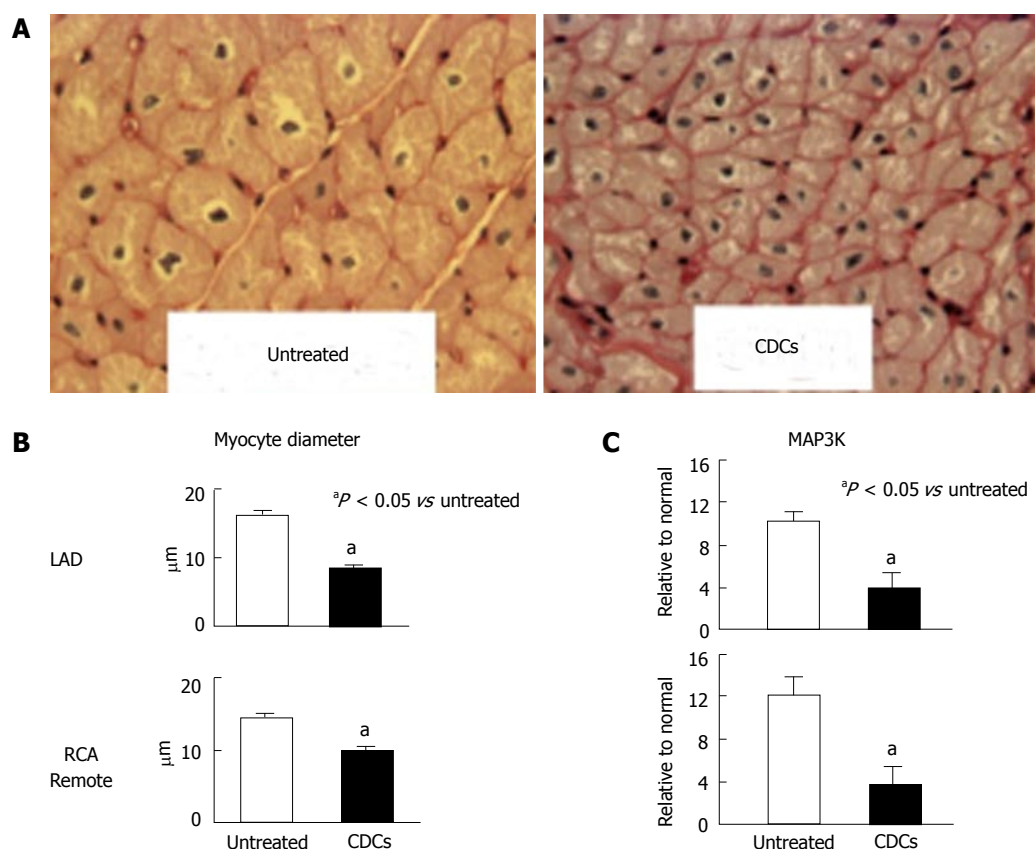 A
Untreated
CDCs
B
Myocyte diameter
LAD
20
10
0
μm
ᵃP < 0.05 vs untreated
a
RCA
Remote
20
10
0
μm
a
Untreated
CDCs
C
MAP3K
Relative to normal
16
12
8
4
0
ᵃP < 0.05 vs untreated
a
Relative to normal
16
12
8
4
0
a
Untreated
CDCs